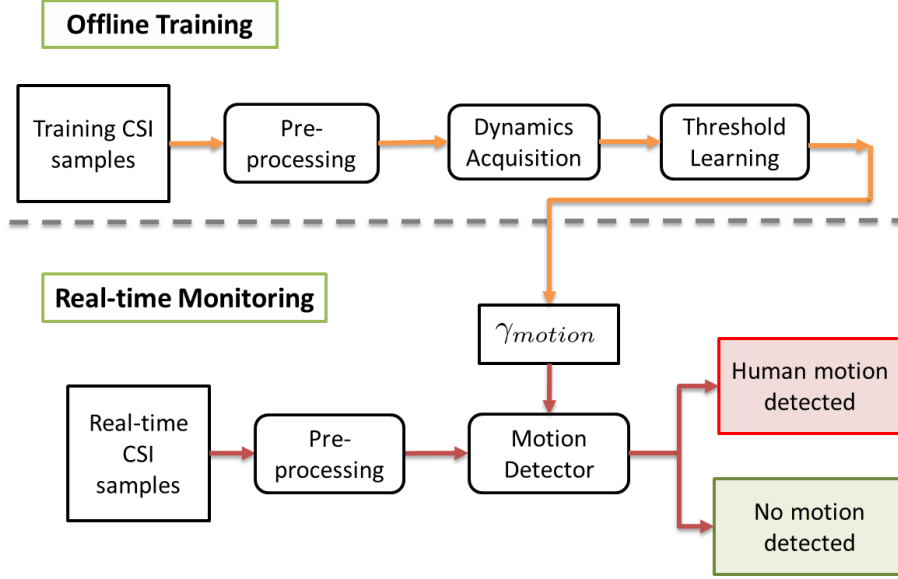 Offline Training
Training CSI
samples
Pre-
processing
Dynamics
Acquisition
Threshold
Learning
Real-time Monitoring
γmotion
Real-time
CSI
samples
Pre-
processing
Motion
Detector
Human motion
detected
No motion
detected